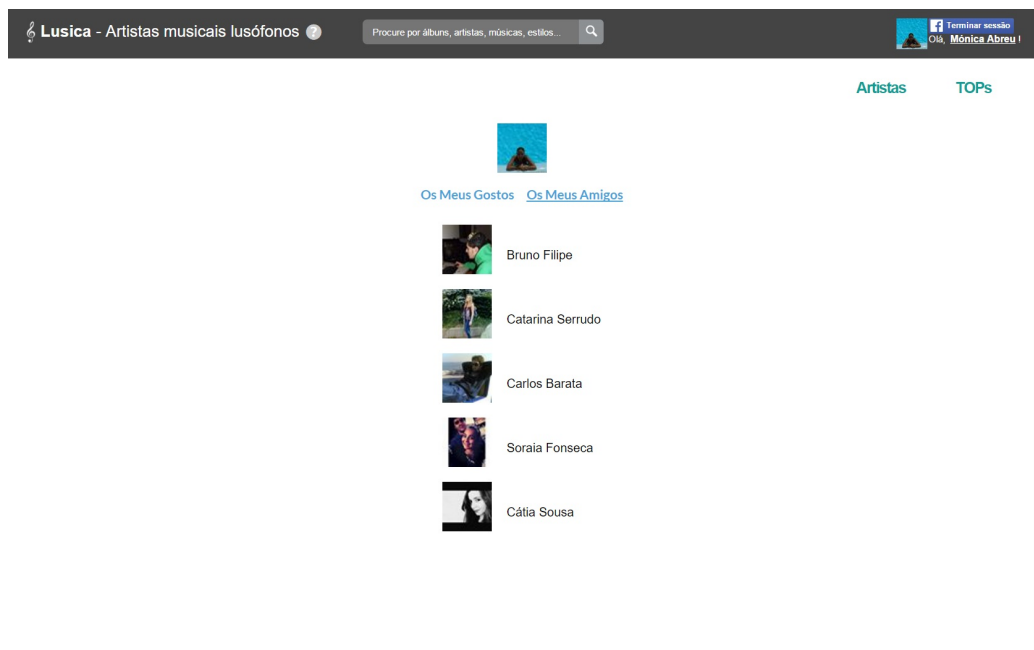 Lusica - Artistas musicais lusófonos ?
Procure por álbuns, artistas, músicas, estilos...
Terminar sessão
Olá, Mónica Abreu !
Artistas TOPs
Os Meus Gostos Os Meus Amigos
Bruno Filipe
Catarina Serrudo
Carlos Barata
Soraia Fonseca
Cátia Sousa